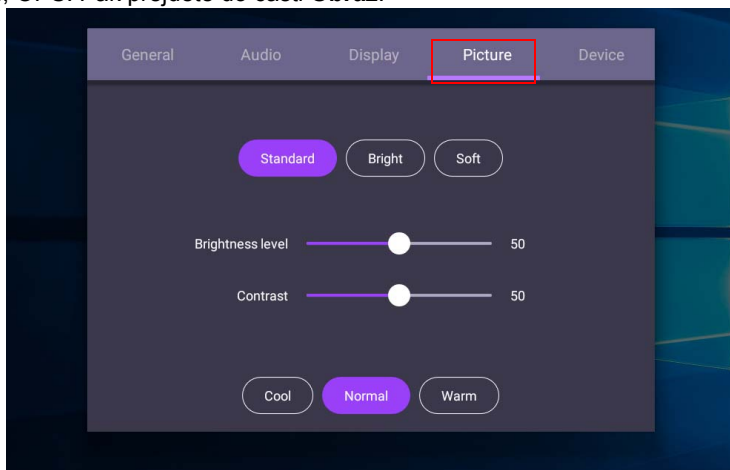 General Audio Display Picture Device
Standard Bright Soft
Brightness level 50
Contrast 50
Cool Normal Warm